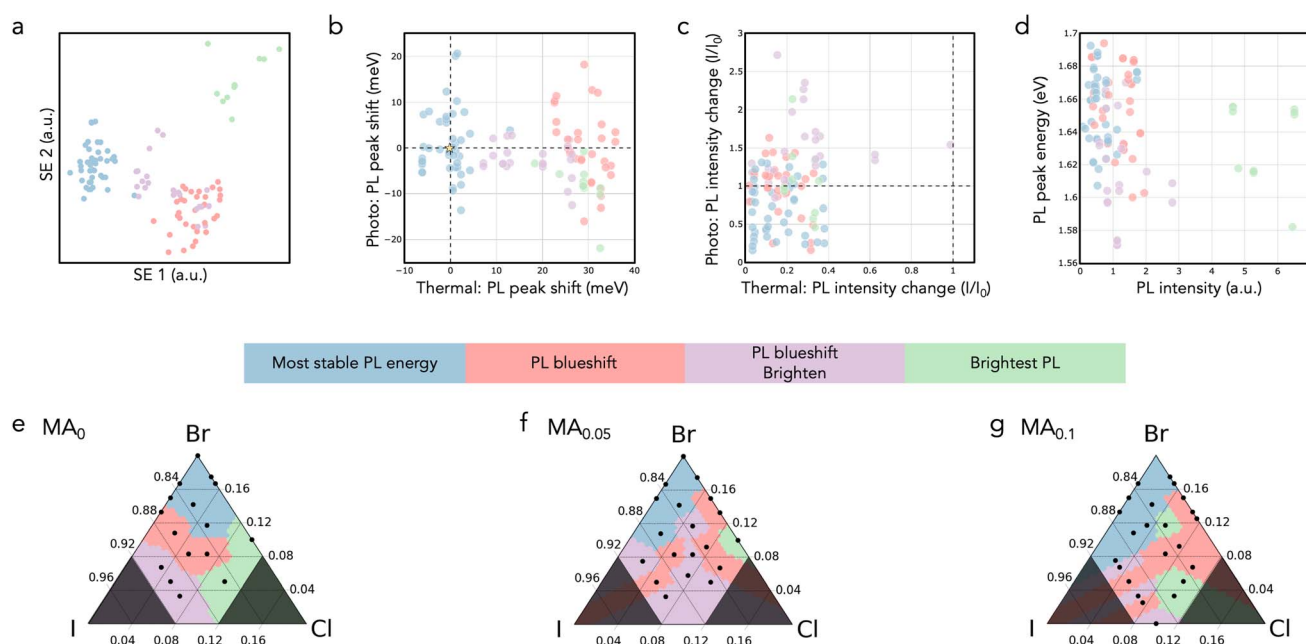 a
SE 2 (a.u.)
SE 1 (a.u.)
b
Photo: PL peak shift (meV)
20
10
0
−10
−20
−10
0
10
20
30
40
Thermal: PL peak shift (meV)
c
Photo: PL intensity change (I/I₀)
3
2.5
2
1.5
1
0.5
0
0
0.2
0.4
0.6
0.8
1
Thermal: PL intensity change (I/I₀)
d
PL peak energy (eV)
1.7
1.68
1.66
1.64
1.62
1.6
1.58
1.56
0
1
2
3
4
5
6
PL intensity (a.u.)
Most stable PL energy
PL blueshift
PL blueshift
Brighten
Brightest PL
e MA₀
Br
0.84
0.16
0.88
0.12
0.92
0.08
0.96
0.04
I
Cl
0.04
0.08
0.12
0.16
f MA₀.₀₅
Br
0.84
0.16
0.88
0.12
0.92
0.08
0.96
0.04
I
Cl
0.04
0.08
0.12
0.16
g MA₀.₁
Br
0.84
0.16
0.88
0.12
0.92
0.08
0.96
0.04
I
Cl
0.04
0.08
0.12
0.16